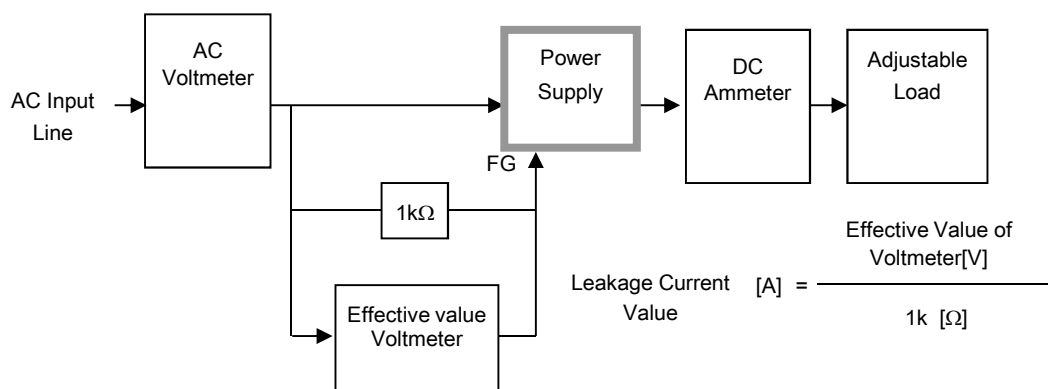 AC Input
Line
AC
Voltmeter
Power
Supply
DC
Ammeter
Adjustable
Load
FG
1kΩ
Effective value
Voltmeter
Leakage Current
Value
[A] =
Effective Value of
Voltmeter[V]
1k [Ω]